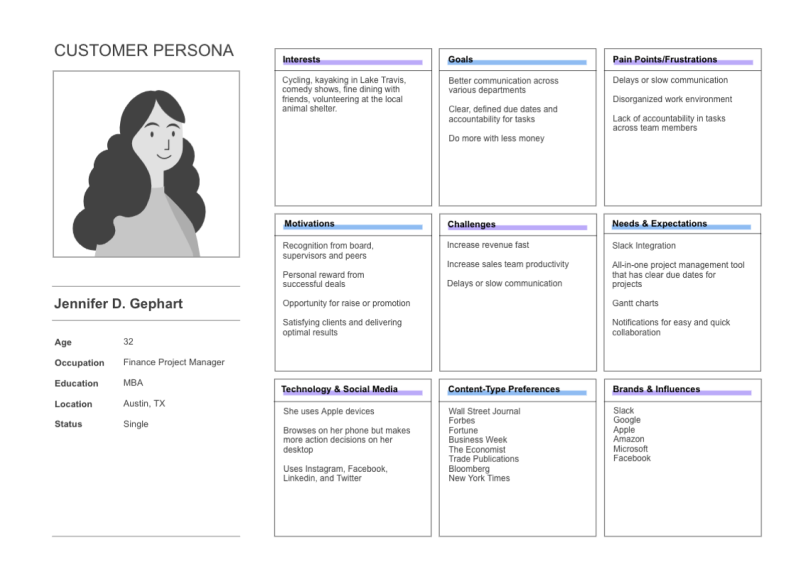 CUSTOMER PERSONA
Jennifer D. Gephart
Age 32
Occupation Finance Project Manager
Education MBA
Location Austin, TX
Status Single
Interests
Cycling, kayaking in Lake Travis,
comedy shows, fine dining with
friends, volunteering at the local
animal shelter.
Goals
Better communication across
various departments
Clear, defined due dates and
accountability for tasks
Do more with less money
Pain Points/Frustrations
Delays or slow communication
Disorganized work environment
Lack of accountability in tasks
across team members
Motivations
Recognition from board,
supervisors and peers
Personal reward from
successful deals
Opportunity for raise or promotion
Satisfying clients and delivering
optimal results
Challenges
Increase revenue fast
Increase sales team productivity
Delays or slow communication
Needs & Expectations
Slack Integration
All-in-one project management tool
that has clear due dates for
projects
Gantt charts
Notifications for easy and quick
collaboration
Technology & Social Media
She uses Apple devices
Browses on her phone but makes
more action decisions on her
desktop
Uses Instagram, Facebook,
Linkedin, and Twitter
Content-Type Preferences
Wall Street Journal
Forbes
Fortune
Business Week
The Economist
Trade Publications
Bloomberg
New York Times
Brands & Influences
Slack
Google
Apple
Amazon
Microsoft
Facebook